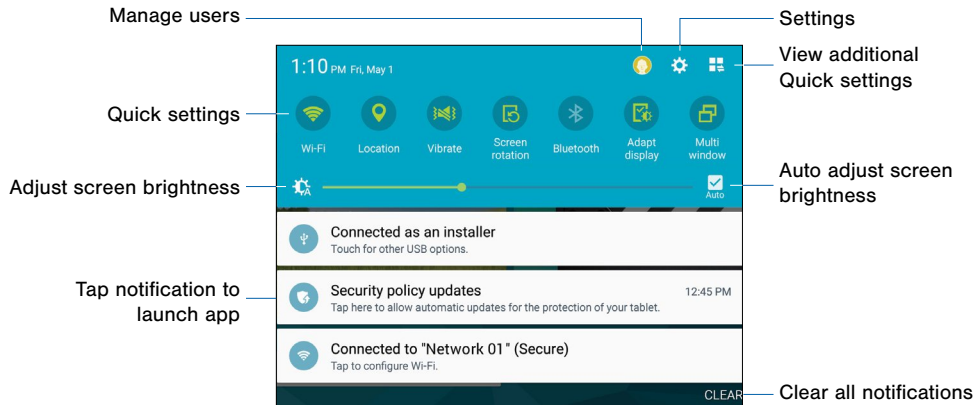 Manage users
Settings
View additional
Quick settings
1:10 PM Fri, May 1
Quick settings
Wi-Fi
Location
Vibrate
Screen
rotation
Bluetooth
Adapt
display
Multi
window
Adjust screen brightness
Auto
Auto adjust screen
brightness
Connected as an installer
Touch for other USB options.
Tap notification to
launch app
Security policy updates
12:45 PM
Tap here to allow automatic updates for the protection of your tablet.
Connected to "Network 01" (Secure)
Tap to configure Wi-Fi.
CLEAR
Clear all notifications